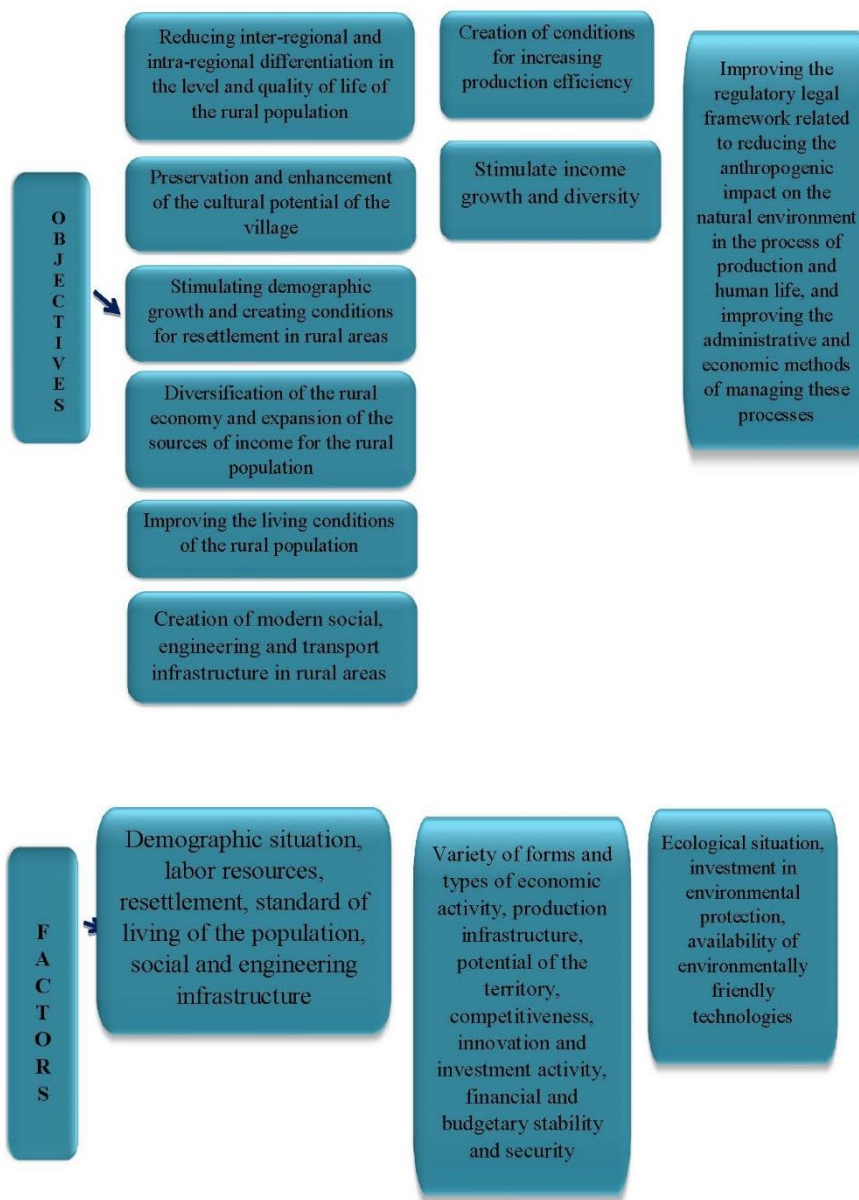 OBJECTIVES
Reducing inter-regional and
intra-regional differentiation in
the level and quality of life of
the rural population
Preservation and enhancement
of the cultural potential of the
village
Stimulating demographic
growth and creating conditions
for resettlement in rural areas
Diversification of the rural
economy and expansion of the
sources of income for the rural
population
Improving the living conditions
of the rural population
Creation of modern social,
engineering and transport
infrastructure in rural areas
Creation of conditions
for increasing
production efficiency
Stimulate income
growth and diversity
Improving the
regulatory legal
framework related
to reducing the
anthropogenic
impact on the
natural environment
in the process of
production and
human life, and
improving the
administrative and
economic methods
of managing these
processes
FACTORS
Demographic situation,
labor resources,
resettlement, standard of
living of the population,
social and engineering
infrastructure
Variety of forms and
types of economic
activity, production
infrastructure,
potential of the
territory,
competitiveness,
innovation and
investment activity,
financial and
budgetary stability
and security
Ecological situation,
investment in
environmental
protection,
availability of
environmentally
friendly
technologies